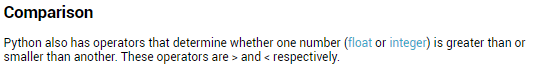 Comparison
Python also has operators that determine whether one number (float or integer) is greater than or
smaller than another. These operators are > and < respectively.